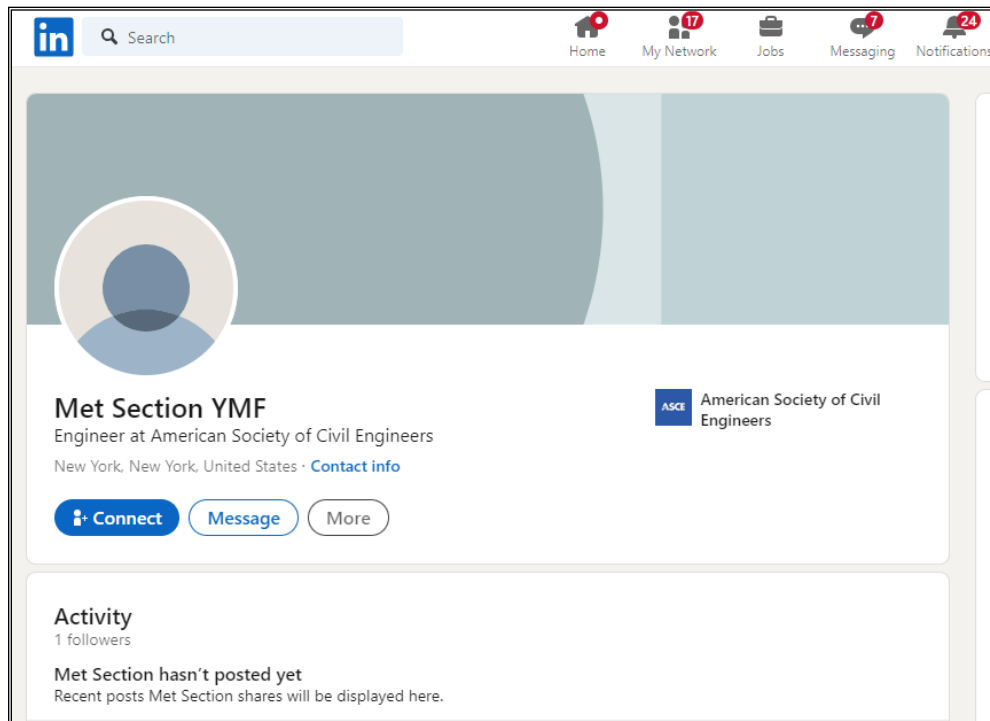 in
Search
17
7
24
Home
My Network
Jobs
Messaging
Notifications
Met Section YMF
ASCE
American Society of Civil
Engineers
Engineer at American Society of Civil Engineers
New York, New York, United States · Contact info
Connect
Message
More
Activity
1 followers
Met Section hasn't posted yet
Recent posts Met Section shares will be displayed here.